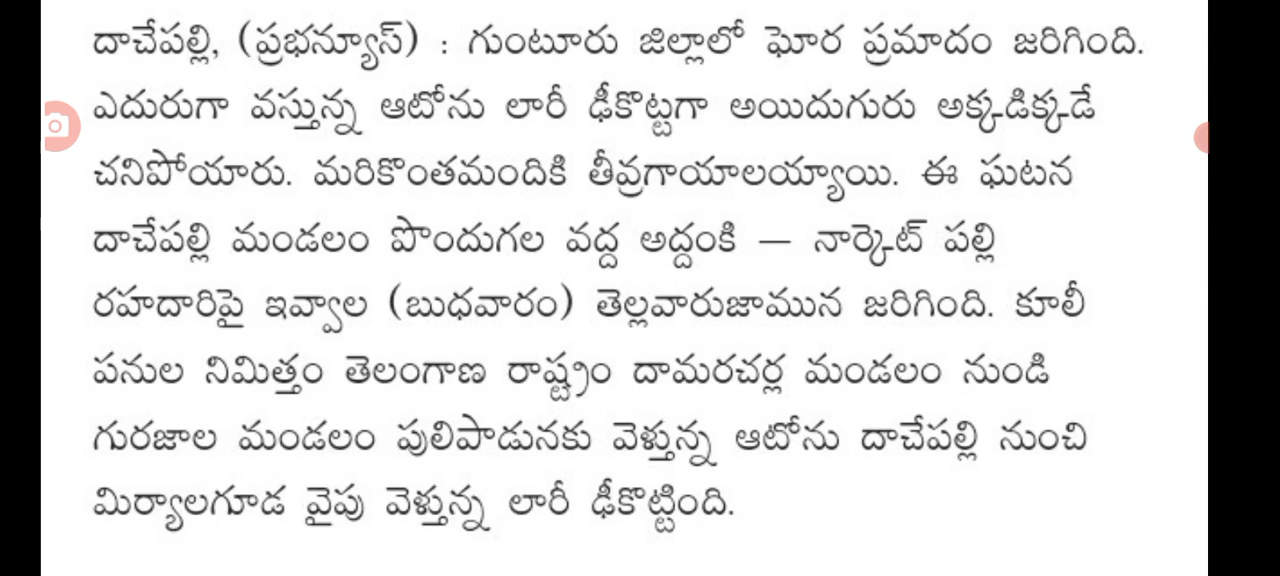 దాచేపల్లి, (ప్రభన్యూస్) : గుంటూరు జిల్లాలో ఘోర ప్రమాదం జరిగింది.
ఎదురుగా వస్తున్న ఆటోను లారీ ఢీకొట్టగా అయిదుగురు అక్కడిక్కడే
చనిపోయారు. మరికొంతమందికి తీవ్రగాయాలయ్యాయి. ఈ ఘటన
దాచేపల్లి మండలం పొందుగల వద్ద అద్దంకి – నార్కెట్ పల్లి
రహదారిపై ఇవ్వాల (బుధవారం) తెల్లవారుజామున జరిగింది. కూలీ
పనుల నిమిత్తం తెలంగాణ రాష్ట్రం దామరచర్ల మండలం నుండి
గురజాల మండలం పులిపాడునకు వెళ్తున్న ఆటోను దాచేపల్లి నుంచి
మిర్యాలగూడ వైపు వెళ్తున్న లారీ ఢీకొట్టింది.